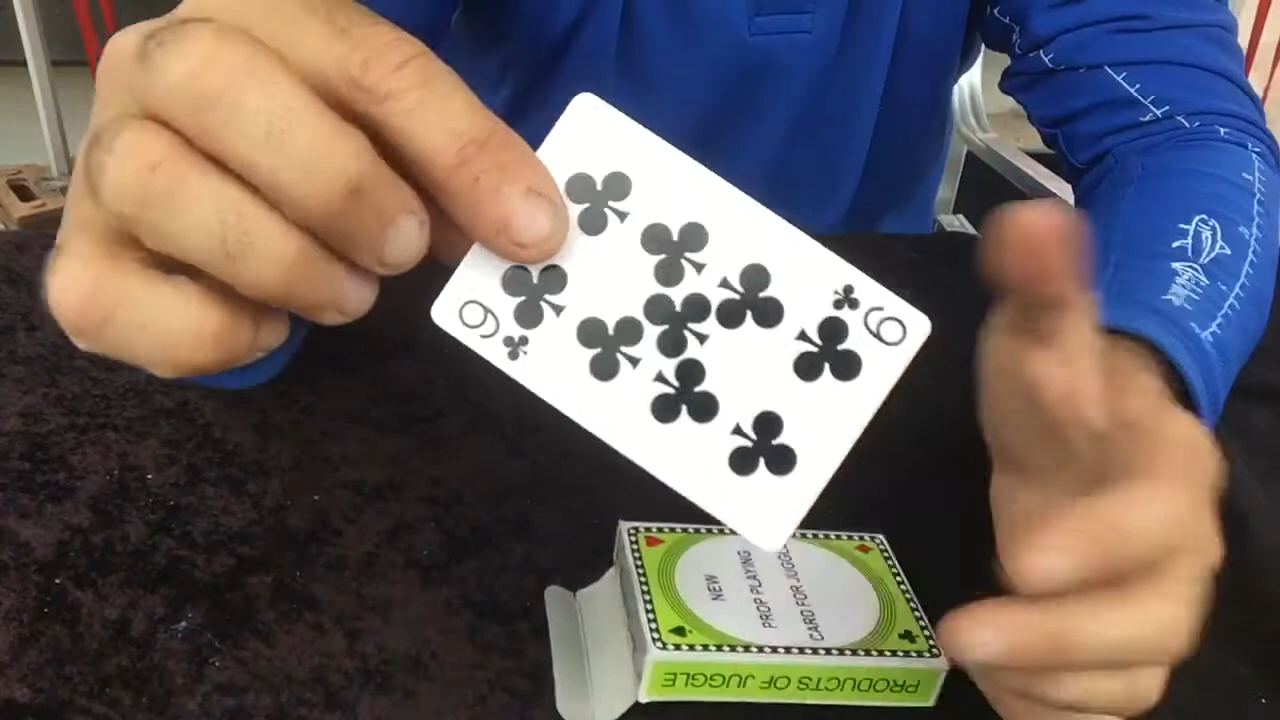 9
9
NEW
PROP PLAYING
CARD FOR JUGGLE
PRODUCTS OF JUGGLE